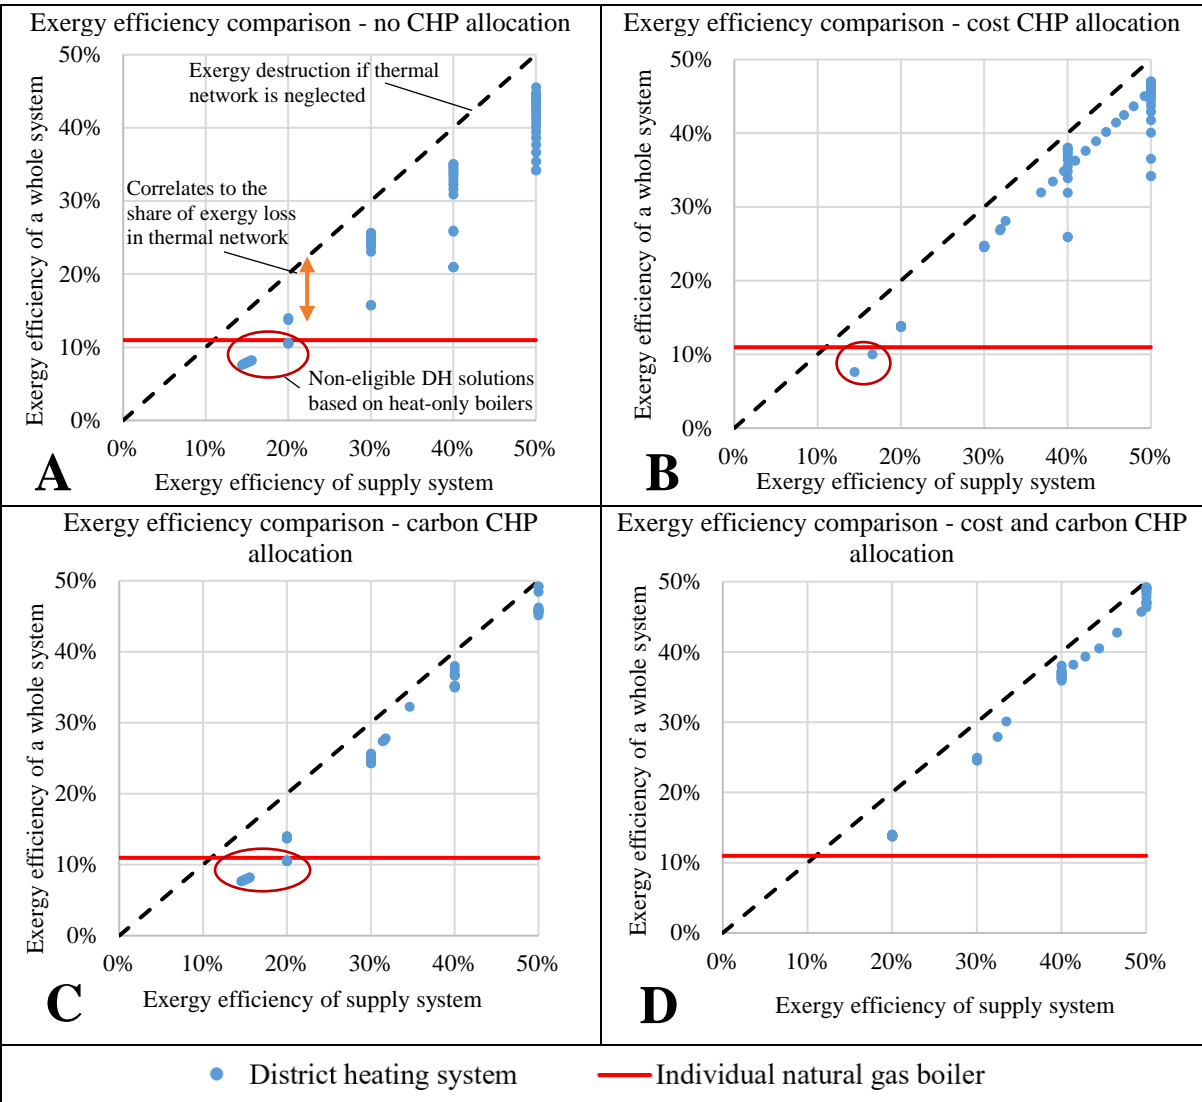 Exergy efficiency comparison - no CHP allocation
Exergy efficiency of a whole system
50%
40%
30%
20%
10%
0%
Exergy destruction if thermal
network is neglected
Correlates to the
share of exergy loss
in thermal network
Non-eligible DH solutions
based on heat-only boilers
0% 10% 20% 30% 40% 50%
A
Exergy efficiency of supply system
Exergy efficiency comparison - cost CHP allocation
Exergy efficiency of a whole system
50%
40%
30%
20%
10%
0%
0% 10% 20% 30% 40% 50%
B
Exergy efficiency of supply system
Exergy efficiency comparison - carbon CHP
allocation
Exergy efficiency of a whole system
50%
40%
30%
20%
10%
0%
0% 10% 20% 30% 40% 50%
C
Exergy efficiency of supply system
Exergy efficiency comparison - cost and carbon CHP
allocation
Exergy efficiency of a whole system
50%
40%
30%
20%
10%
0%
0% 10% 20% 30% 40% 50%
D
Exergy efficiency of supply system
District heating system
Individual natural gas boiler